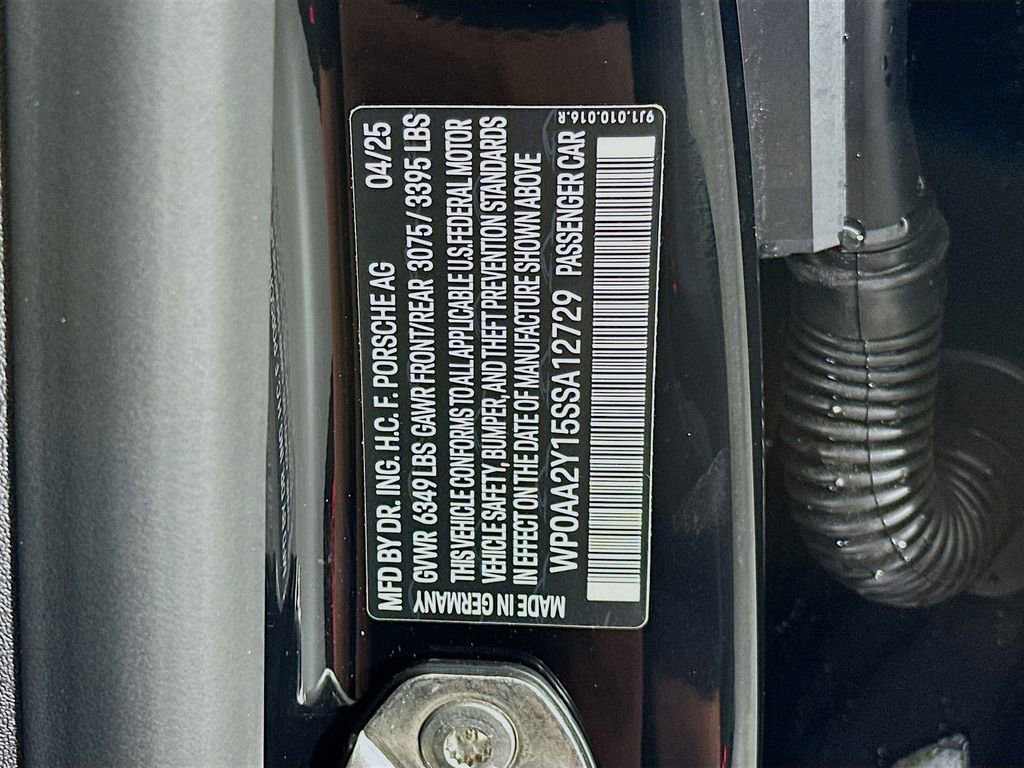 MFD BY DR. ING. H.C. F. PORSCHE AG 04/25
GVWR 6349 LBS GAWR FRONT/REAR 3075 / 3395 LBS
THIS VEHICLE CONFORMS TO ALL APPLICABLE U.S. FEDERAL MOTOR
VEHICLE SAFETY, BUMPER, AND THEFT PREVENTION STANDARDS
IN EFFECT ON THE DATE OF MANUFACTURE SHOWN ABOVE
MADE IN GERMANY WP0AA2Y15SSA12729 PASSENGER CAR
9J1.010.016.R